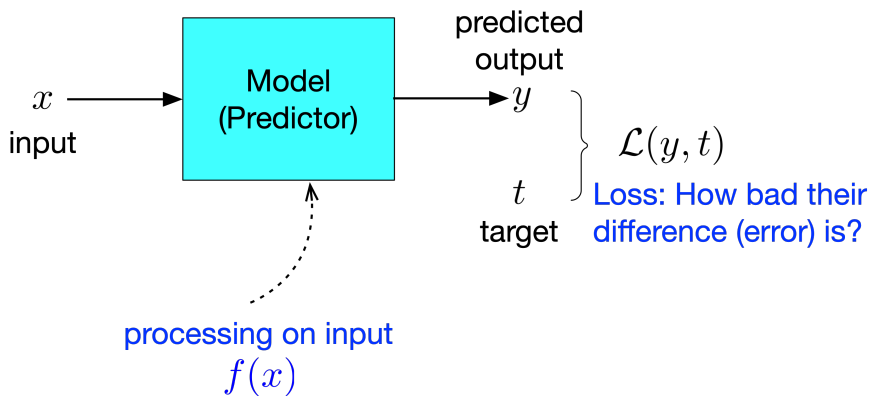 x
input
Model
(Predictor)
predicted
output
y
t
target
ℒ(y, t)
Loss: How bad their
difference (error) is?
processing on input
f(x)